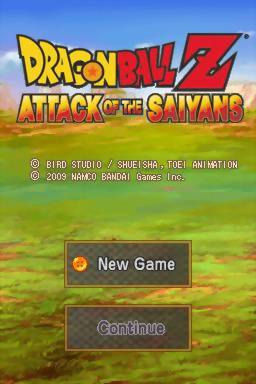 DRAGON BALL Z
ATTACK OF THE SAIYANS
© BIRD STUDIO / SHUEISHA, TOEI ANIMATION
© 2009 NAMCO BANDAI Games Inc.
New Game
Continue